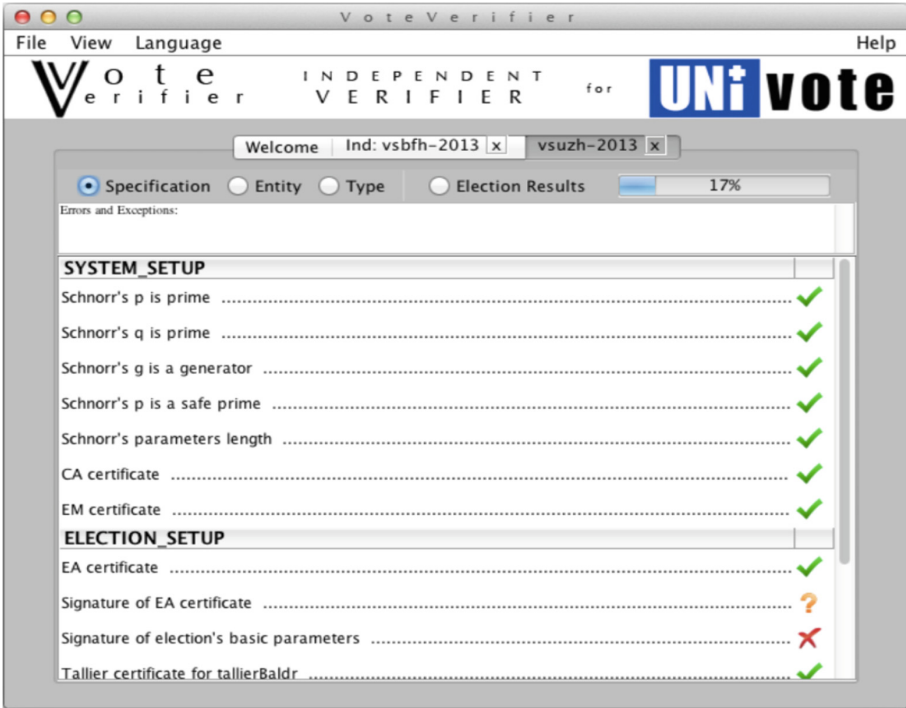 VoteVerifier
File View Language Help
Vote Verifier INDEPENDENT VERIFIER for UNi vote
Welcome Ind: vsbfh-2013 x vsuzh-2013 x
Specification Entity Type Election Results 17%
Errors and Exceptions:
SYSTEM_SETUP
Schnorr's p is prime
Schnorr's q is prime
Schnorr's g is a generator
Schnorr's p is a safe prime
Schnorr's parameters length
CA certificate
EM certificate
ELECTION_SETUP
EA certificate
Signature of EA certificate
Signature of election's basic parameters
Tallier certificate for tallierBaldr